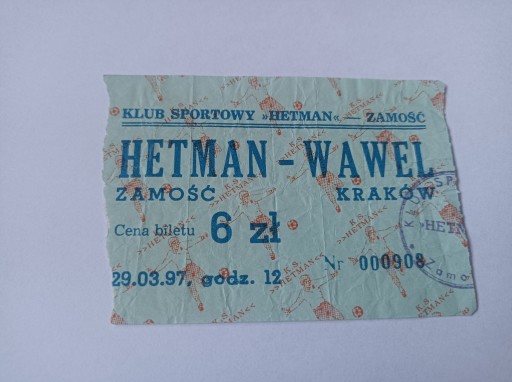 KLUB SPORTOWY »HETMAN« — ZAMOŚĆ
HETMAN - WAWEL
ZAMOŚĆ KRAKÓW
Cena biletu 6 zł
29.03.97, godz. 12 Nr 000908
K.S.
»HETMAN«